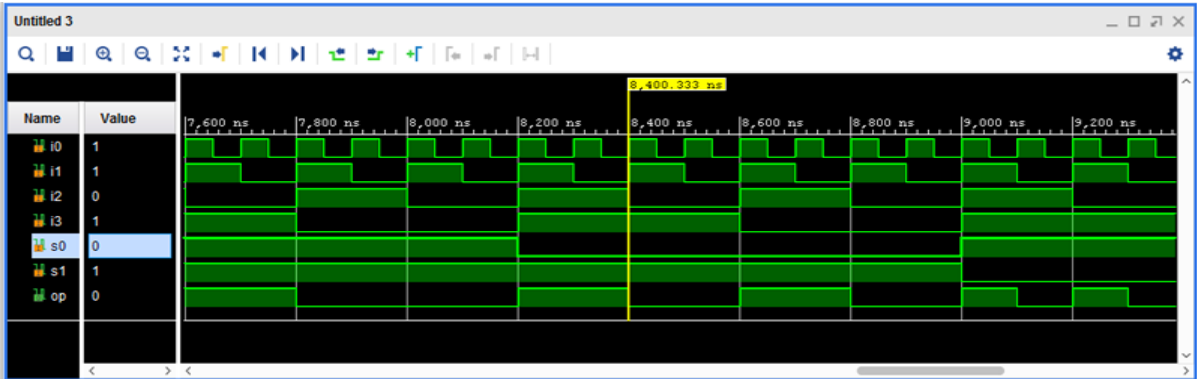 Untitled 3
8,400.333 ns
Name Value
7,600 ns 7,800 ns 8,000 ns 8,200 ns 8,400 ns 8,600 ns 8,800 ns 9,000 ns 9,200 ns
i0 1
i1 1
i2 0
i3 1
s0 0
s1 1
op 0